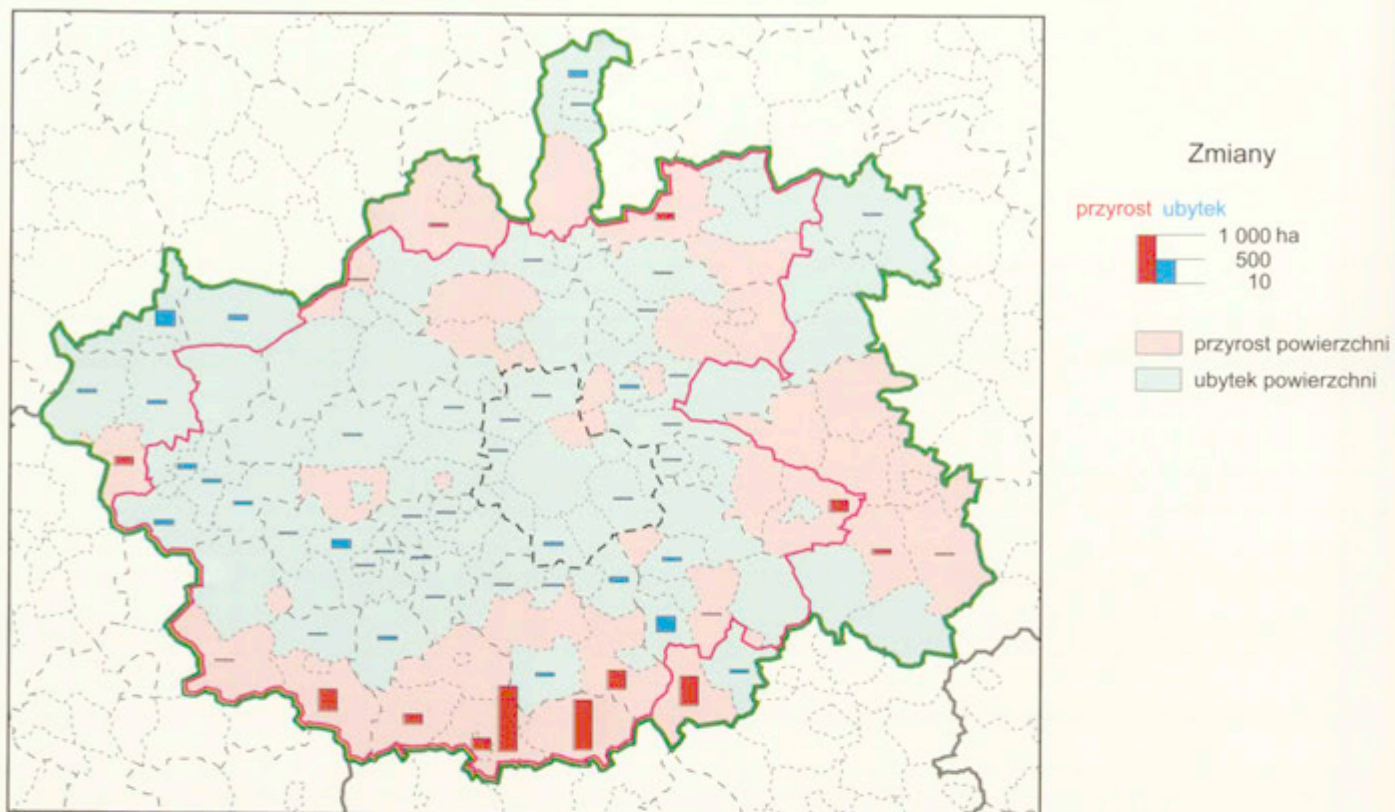 Zmiany
przyrost ubytek
1 000 ha
500
10
przyrost powierzchni
ubytek powierzchni